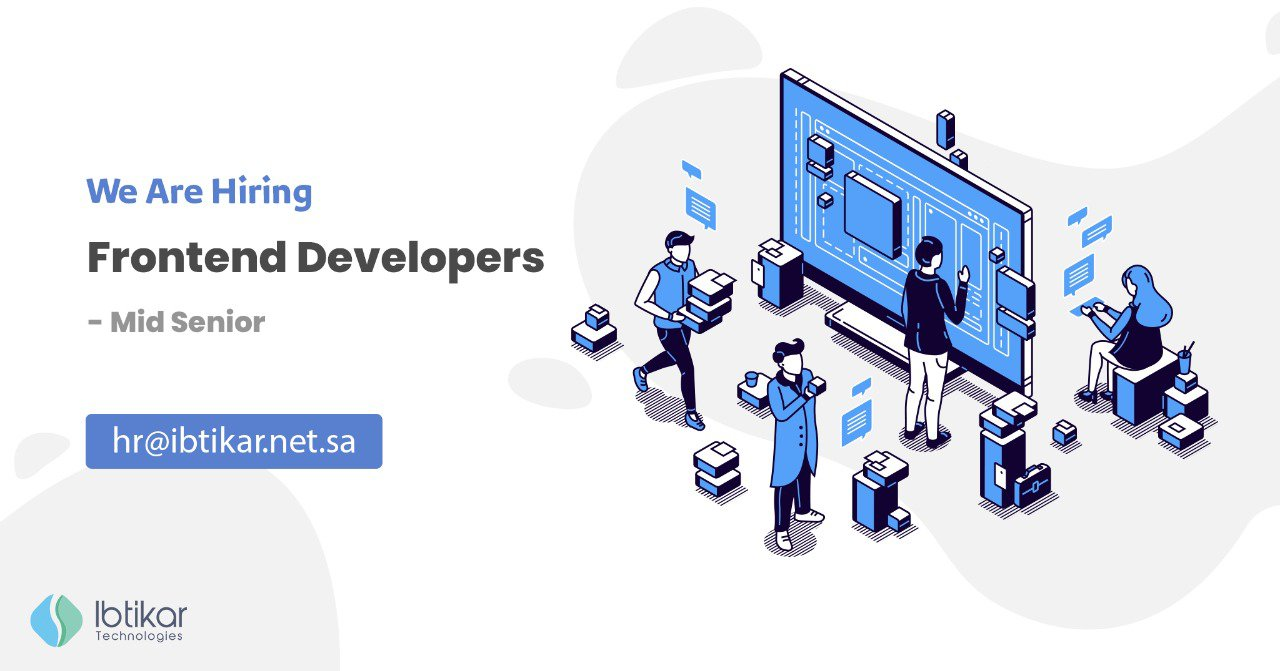 We Are Hiring
Frontend Developers
- Mid Senior
hr@ibtikar.net.sa
Ibtikar
Technologies